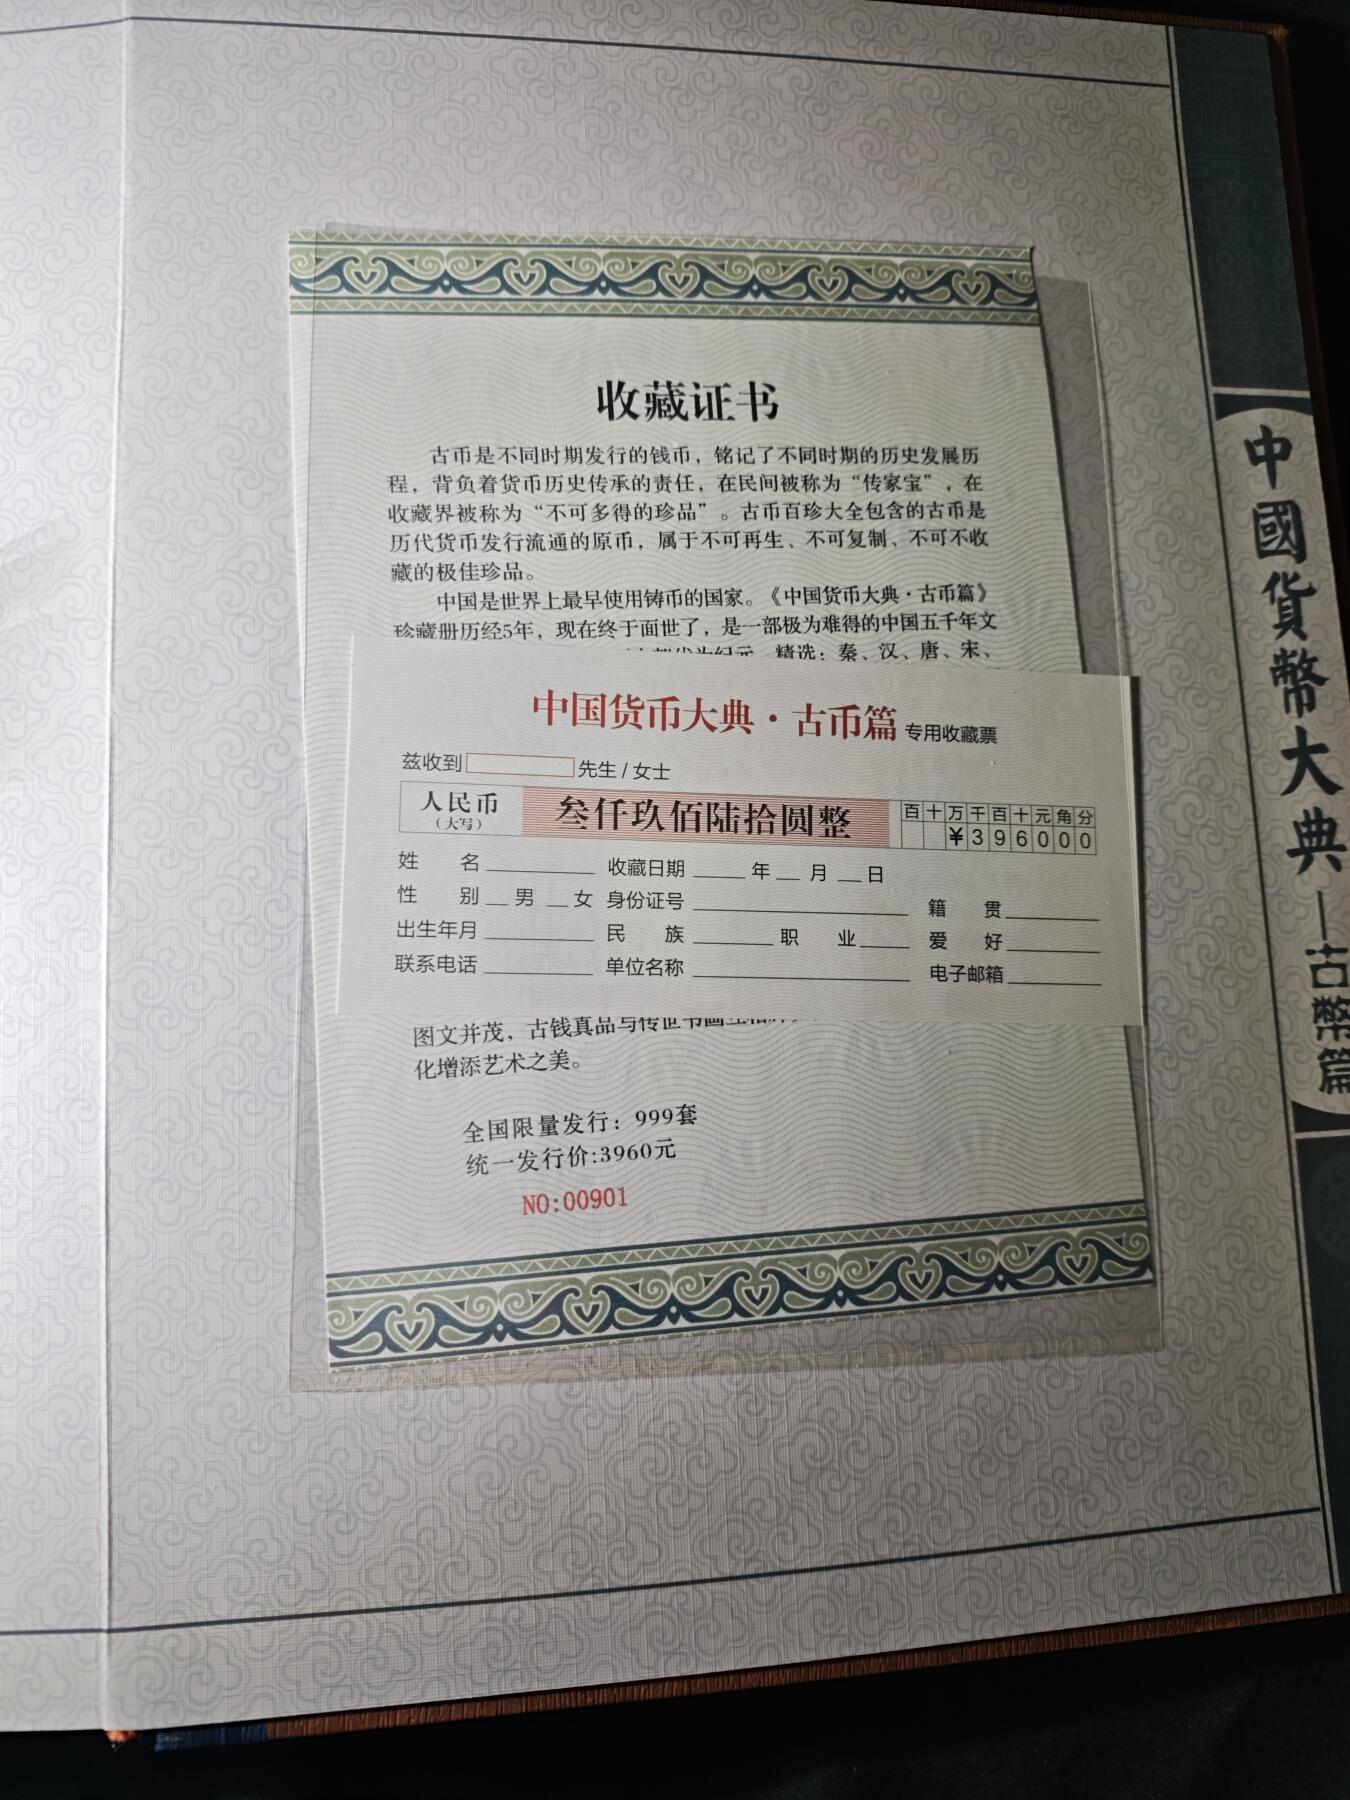 收藏证书
古币是不同时期发行的钱币，铭记了不同时期的历史发展历
程，背负着货币历史传承的责任，在民间被称为“传家宝”，在
收藏界被称为“不可多得的珍品”。古币百珍大全包含的古币是
历代货币发行流通的原币，属于不可再生、不可复制、不可不收
藏的极佳珍品。
中国是世界上最早使用铸币的国家。《中国货币大典·古币篇》
珍藏册历经5年，现在终于面世了，是一部极为难得的中国五千年文
朝代为纪元，精选：秦、汉、唐、宋、
中国货币大典·古币篇 专用收藏票
兹收到 先生/女士
人民币 叁仟玖佰陆拾圆整 百十万千百十元角分
（大写） ¥396000
姓 名 收藏日期 年 月 日
性 别 男 女 身份证号 籍 贯
出生年月 民 族 职 业 爱 好
联系电话 单位名称 电子邮箱
图文并茂，古钱真品与传世书画
化增添艺术之美。
全国限量发行：999套
统一发行价:3960元
NO:00901
中國貨幣大典—古幣篇